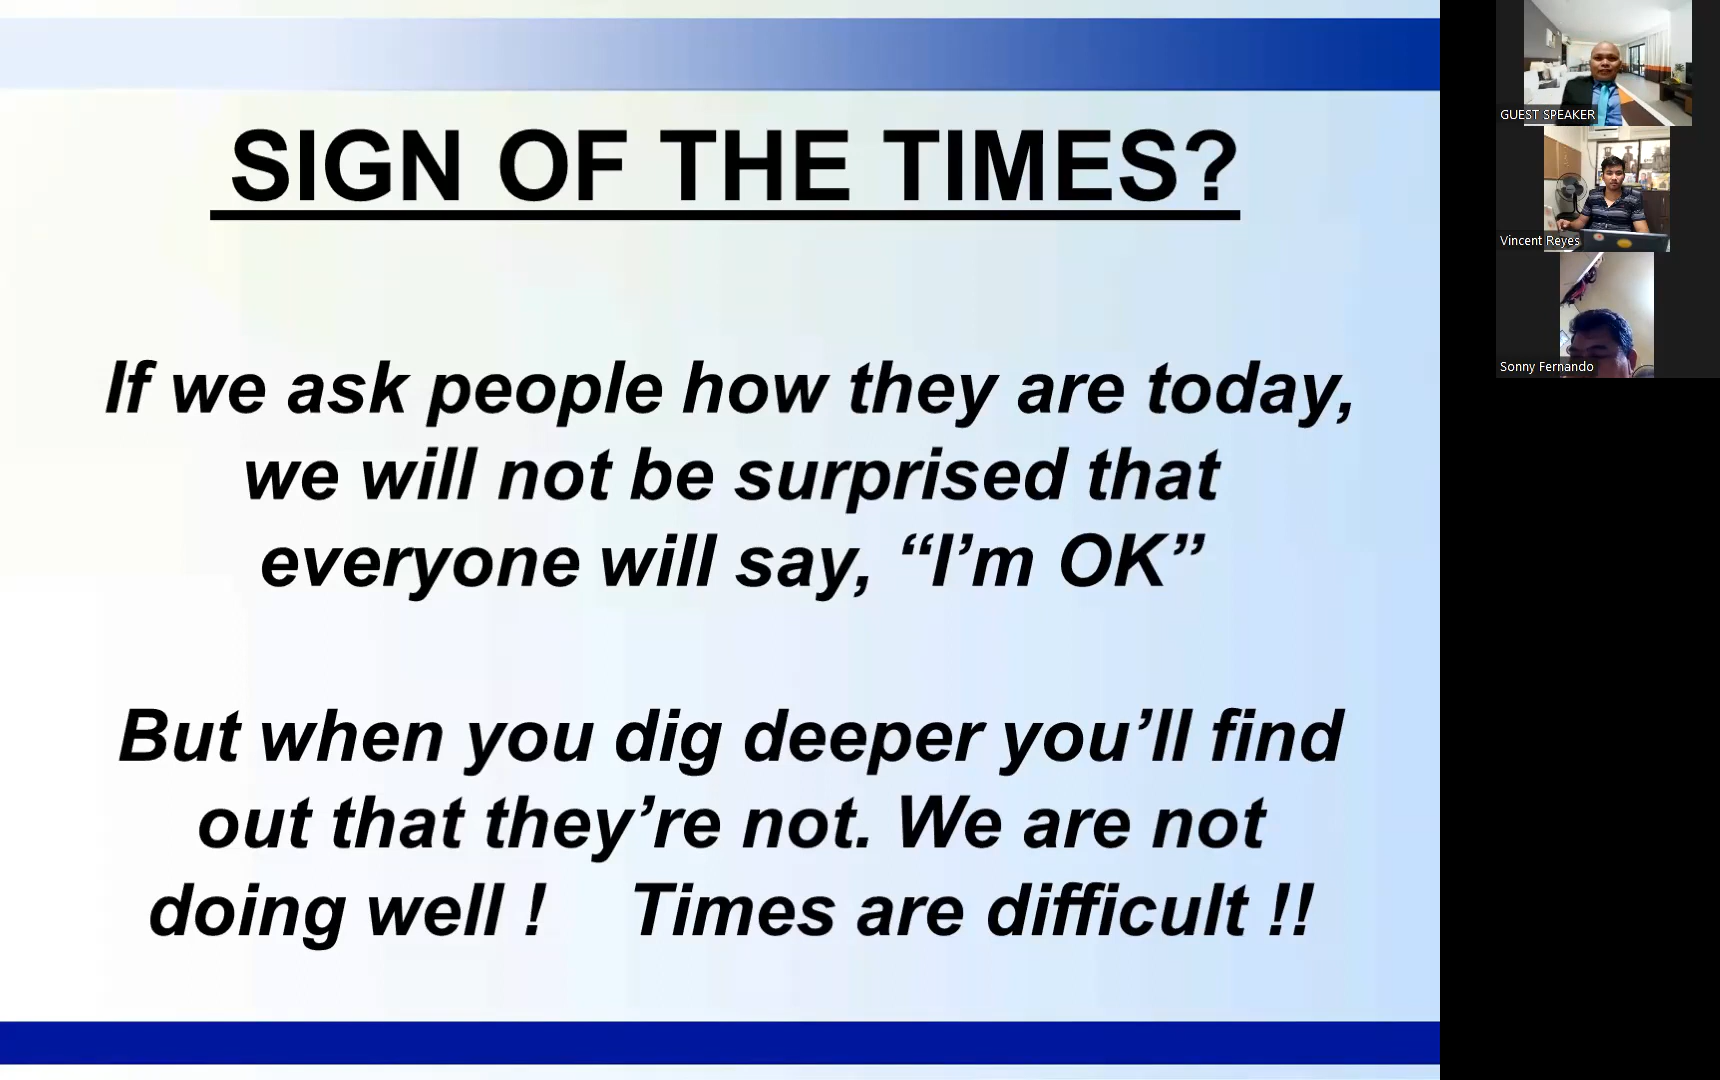 SIGN OF THE TIMES?
If we ask people how they are today,
we will not be surprised that
everyone will say, “I’m OK”
But when you dig deeper you’ll find
out that they’re not. We are not
doing well ! Times are difficult !!
GUEST SPEAKER
Vincent Reyes
Sonny Fernando